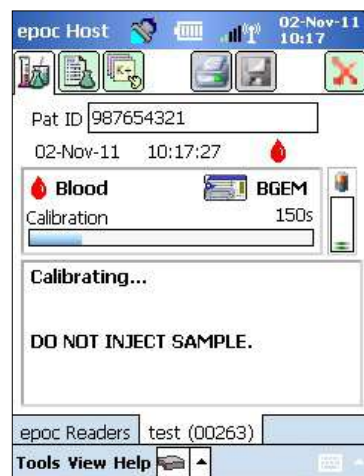 epoc Host 02-Nov-11
10:17
K+
Pat ID 987654321
02-Nov-11 10:17:27
Blood BGEM
Calibration 150s
Calibrating...
DO NOT INJECT SAMPLE.
epoc Readers test (00263)
Tools View Help